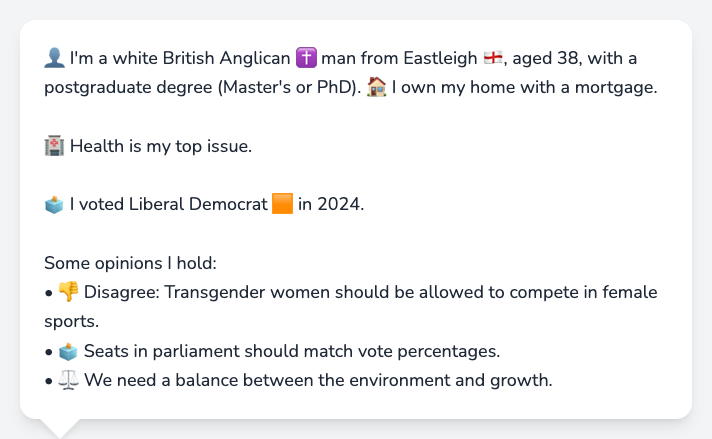 👤 I'm a white British Anglican ✝️ man from Eastleigh 🏴󠁧󠁢󠁥󠁮󠁧󠁿, aged 38, with a
postgraduate degree (Master's or PhD). 🏠 I own my home with a mortgage.
🏥 Health is my top issue.
🗳️ I voted Liberal Democrat 🟧 in 2024.
Some opinions I hold:
• 👎 Disagree: Transgender women should be allowed to compete in female
sports.
• 🗳️ Seats in parliament should match vote percentages.
• ⚖️ We need a balance between the environment and growth.